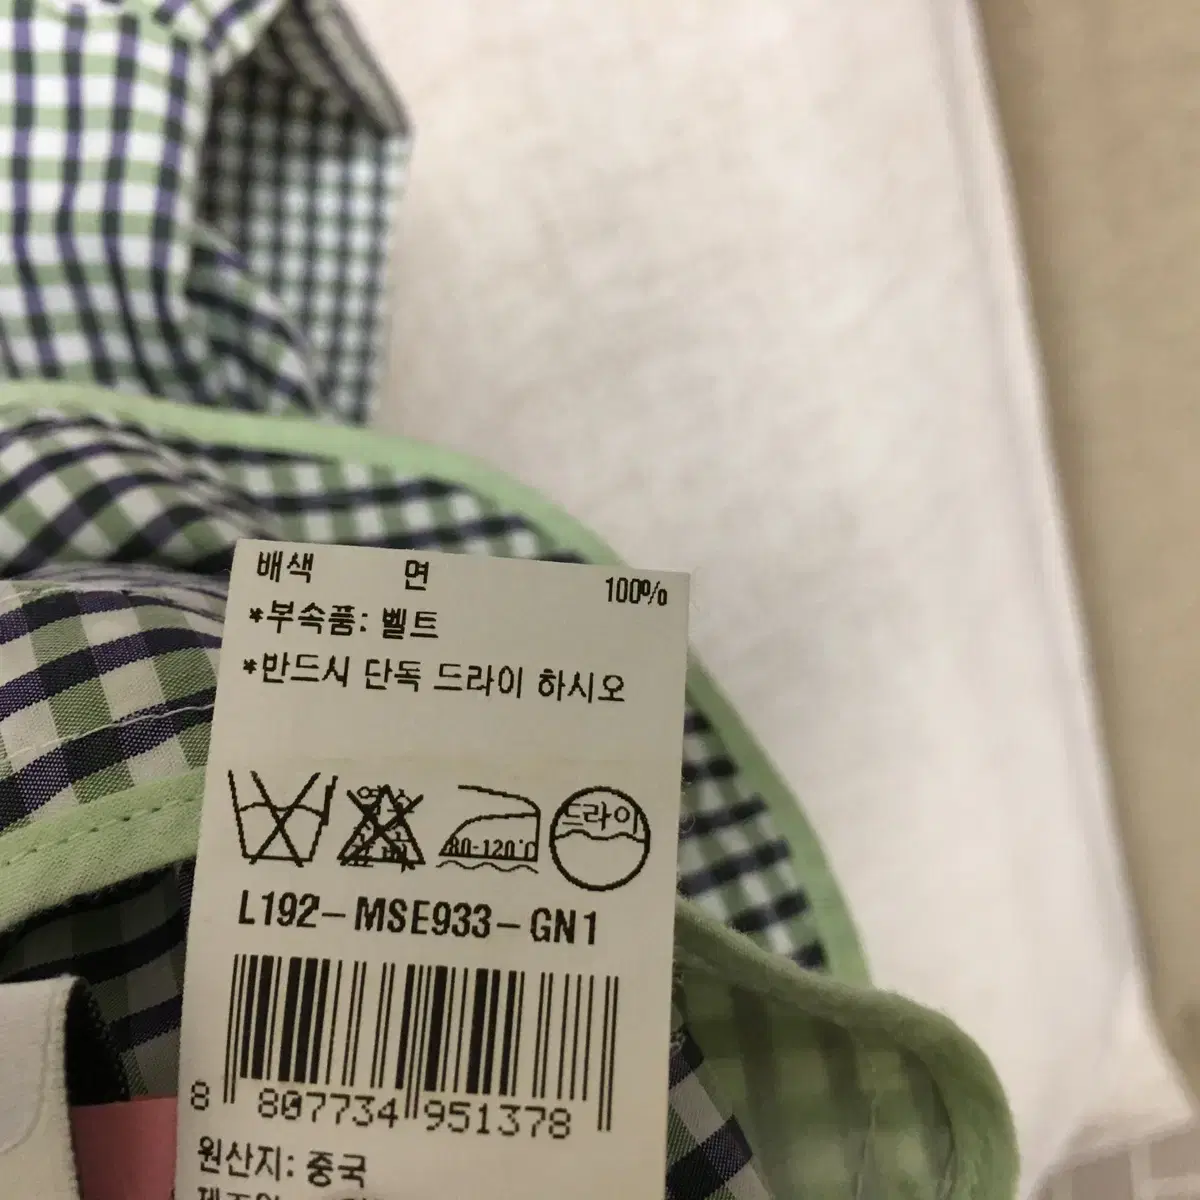 배색 면 100%
*부속품: 벨트
*반드시 단독 드라이 하시오
80-120℃ 드라이
L192-MSE933-GN1
8 807734 951378
원산지: 중국